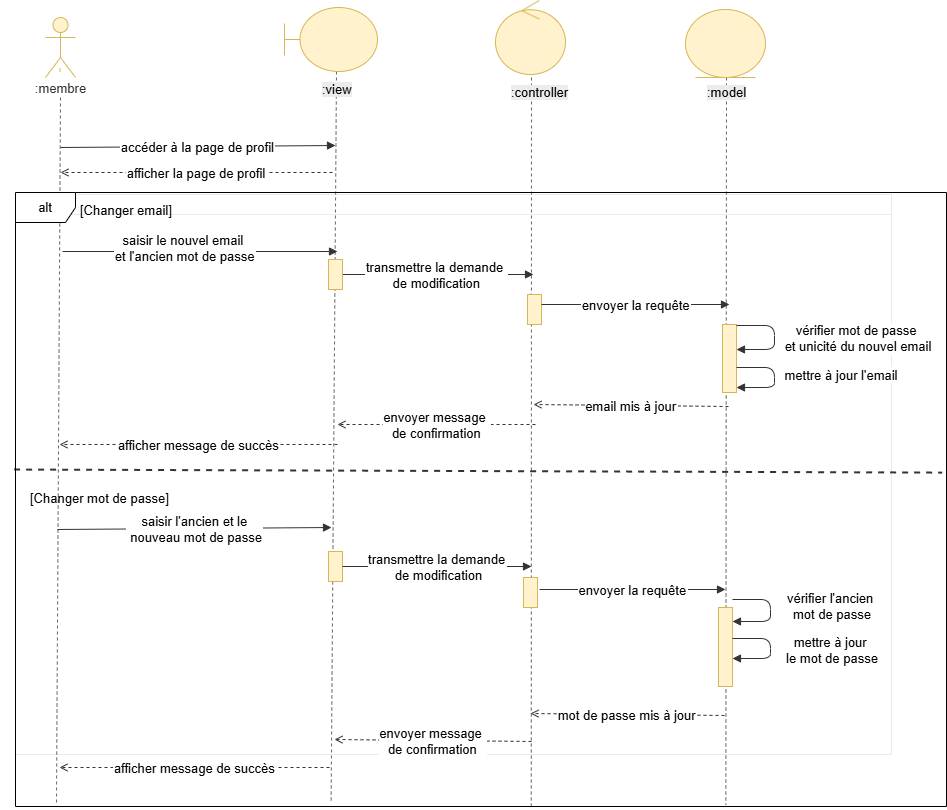 :membre
:view
:controller
:model
accéder à la page de profil
afficher la page de profil
alt
[Changer email]
saisir le nouvel email
et l'ancien mot de passe
transmettre la demande
de modification
envoyer la requête
vérifier mot de passe
et unicité du nouvel email
mettre à jour l'email
email mis à jour
envoyer message
de confirmation
afficher message de succès
[Changer mot de passe]
saisir l'ancien et le
nouveau mot de passe
transmettre la demande
de modification
envoyer la requête
vérifier l'ancien
mot de passe
mettre à jour
le mot de passe
mot de passe mis à jour
envoyer message
de confirmation
afficher message de succès